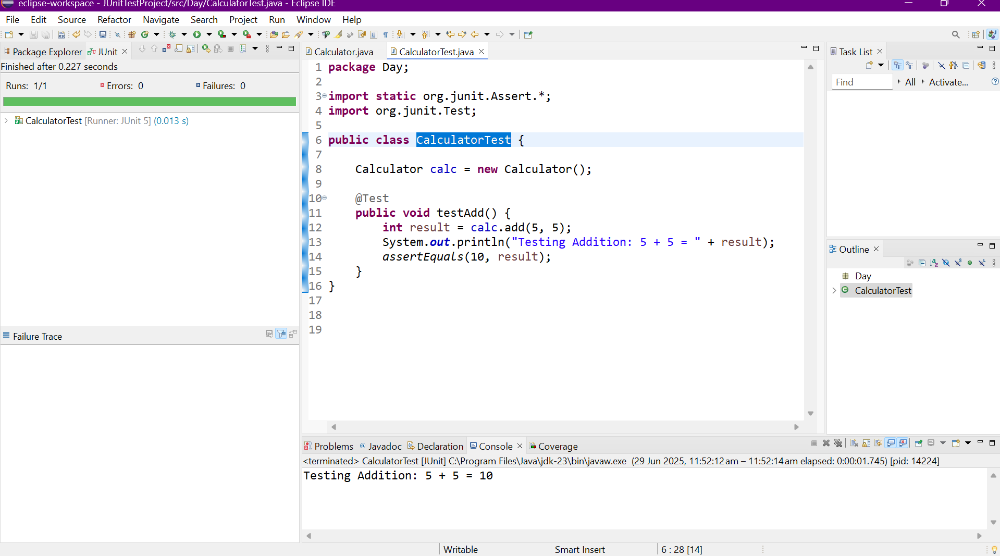 eclipse-workspace - JUnitTestProject/src/Day/CalculatorTest.java - Eclipse IDE
File Edit Source Refactor Navigate Search Project Run Window Help
Package Explorer JUnit
Finished after 0.227 seconds
Runs: 1/1 Errors: 0 Failures: 0
CalculatorTest [Runner: JUnit 5] (0.013 s)
Failure Trace
Calculator.java CalculatorTest.java
1 package Day;
2
3 import static org.junit.Assert.*;
4 import org.junit.Test;
5
6 public class CalculatorTest {
7
8 Calculator calc = new Calculator();
9
10 @Test
11 public void testAdd() {
12 int result = calc.add(5, 5);
13 System.out.println("Testing Addition: 5 + 5 = " + result);
14 assertEquals(10, result);
15 }
16 }
17
18
19
Task List
Find All Activate...
Outline
Day
CalculatorTest
Problems Javadoc Declaration Console Coverage
<terminated> CalculatorTest [JUnit] C:\Program Files\Java\jdk-23\bin\javaw.exe (29 Jun 2025, 11:52:12 am – 11:52:14 am elapsed: 0:00:01.745) [pid: 14224]
Testing Addition: 5 + 5 = 10
Writable Smart Insert 6 : 28 [14]